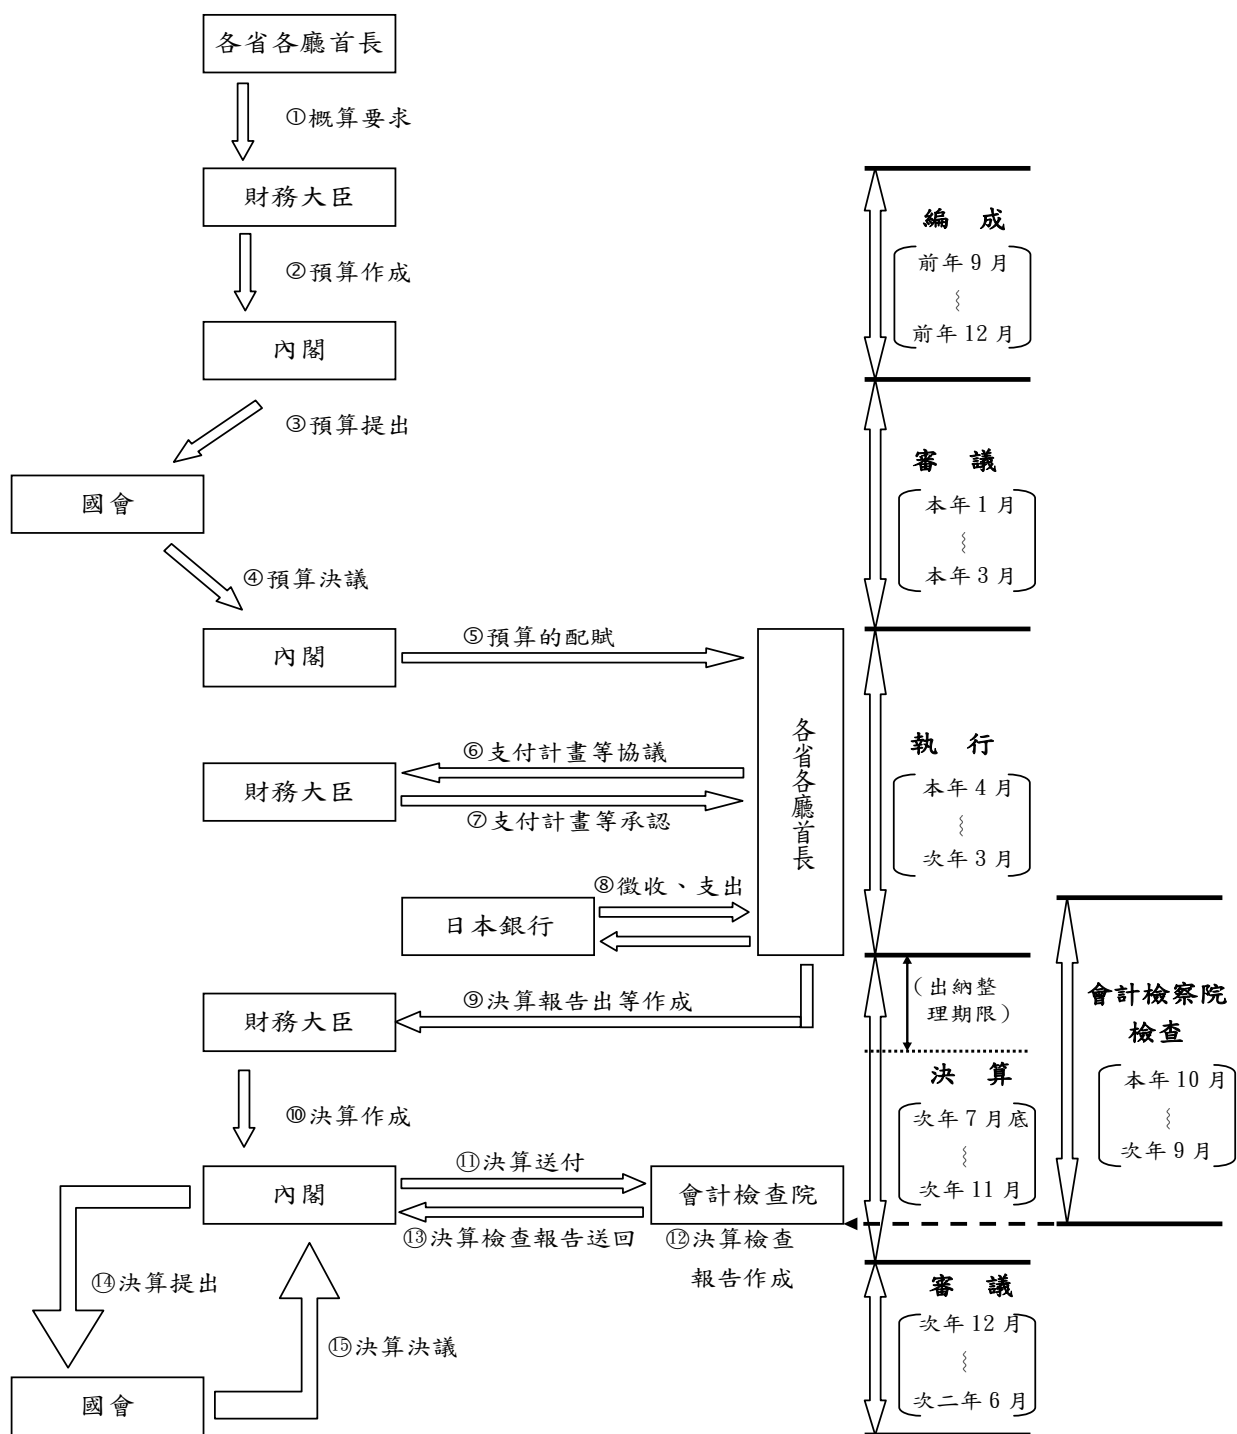 各省各廳首長
①概算要求
財務大臣
②預算作成
內閣
③預算提出
國會
④預算決議
內閣
⑤預算的配賦
各省各廳首長
⑥支付計畫等協議
財務大臣
⑦支付計畫等承認
⑧徵收、支出
日本銀行
⑨決算報告出等作成
財務大臣
⑩決算作成
內閣
⑪決算送付
會計檢查院
⑬決算檢查報告送回
⑫決算檢查
報告作成
⑭決算提出
⑮決算決議
國會
編 成
前年 9 月
前年 12 月
審 議
本年 1 月
本年 3 月
執 行
本年 4 月
次年 3 月
(出納整
理期限)
決 算
次年 7 月底
次年 11 月
審 議
次年 12 月
次二年 6 月
會計檢察院
檢查
本年 10 月
次年 9 月